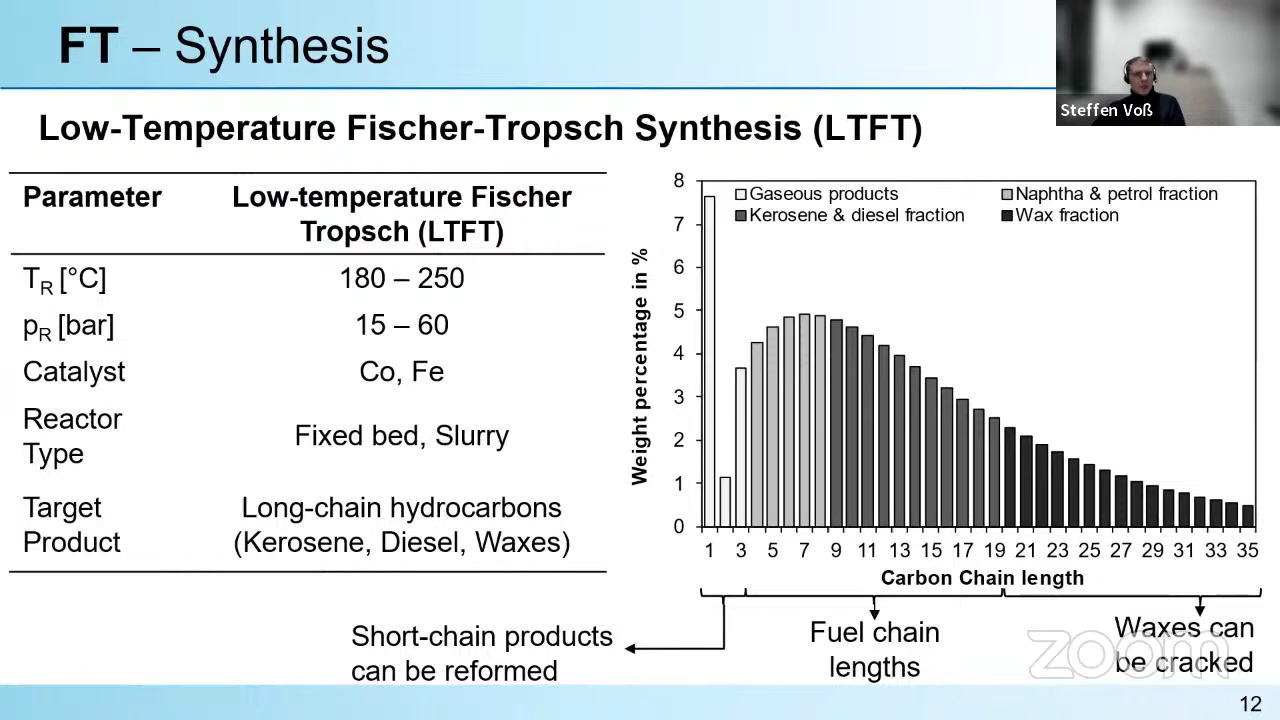 FT – Synthesis
Steffen Voß
Low-Temperature Fischer-Tropsch Synthesis (LTFT)
Parameter
Low-temperature Fischer
Tropsch (LTFT)
TR [°C]
180 – 250
pR [bar]
15 – 60
Catalyst
Co, Fe
Reactor
Type
Fixed bed, Slurry
Target
Product
Long-chain hydrocarbons
(Kerosene, Diesel, Waxes)
Weight percentage in %
8
7
6
5
4
3
2
1
0
Gaseous products
Naphtha & petrol fraction
Kerosene & diesel fraction
Wax fraction
1 3 5 7 9 11 13 15 17 19 21 23 25 27 29 31 33 35
Carbon Chain length
Short-chain products
can be reformed
Fuel chain
lengths
Waxes can
be cracked
zoom
12